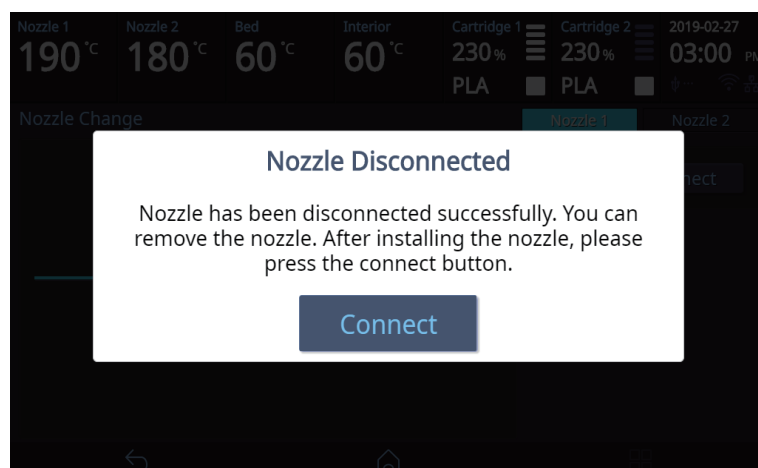 Nozzle 1 Nozzle 2 Bed Interior Cartridge 1 Cartridge 2 2019-02-27
190 °C 180 °C 60 °C 60 °C 230 % 230 % 03:00 PM
PLA PLA
Nozzle Change Nozzle 1 Nozzle 2
Nozzle Disconnected
Nozzle has been disconnected successfully. You can
remove the nozzle. After installing the nozzle, please
press the connect button.
Connect